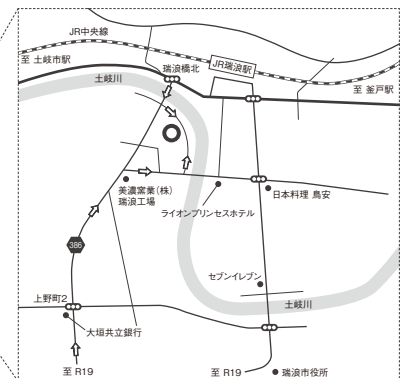 JR中央線
至 土岐市駅
土岐川
瑞浪橋北
JR瑞浪駅
至 釜戸駅
美濃窯業(株)
瑞浪工場
ライオンプリンセスホテル
日本料理 鳥安
386
セブンイレブン
上野町2
土岐川
大垣共立銀行
至 R19
至 R19
瑞浪市役所